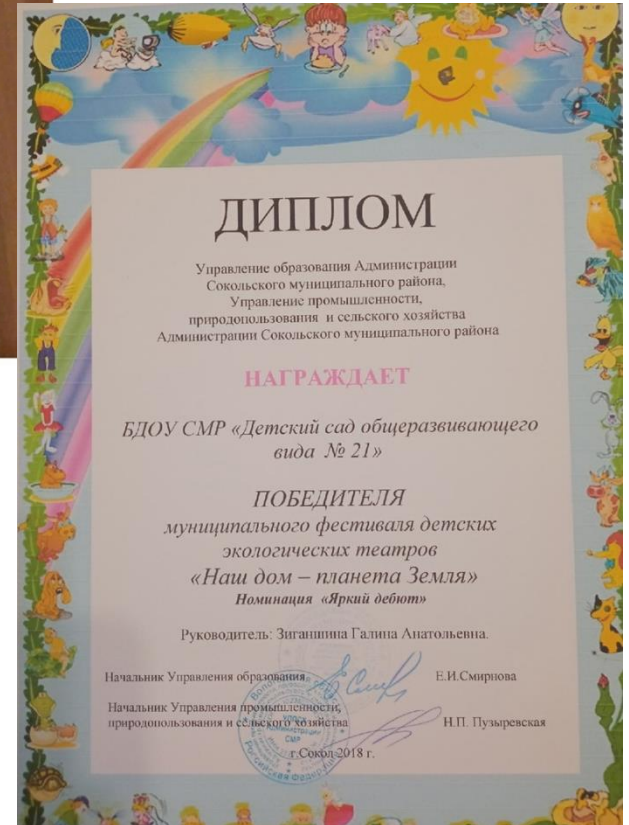 ДИПЛОМ
Управление образования Администрации
Сокольского муниципального района,
Управление промышленности,
природопользования и сельского хозяйства
Администрации Сокольского муниципального района
НАГРАЖДАЕТ
БДОУ СМР «Детский сад общеразвивающего
вида № 21»
ПОБЕДИТЕЛЯ
муниципального фестиваля детских
экологических театров
«Наш дом – планета Земля»
Номинация «Яркий дебют»
Руководитель: Зиганшина Галина Анатольевна.
Начальник Управления образования Е.И.Смирнова
Начальник Управления промышленности,
природопользования и сельского хозяйства Н.П. Пузыревская
г.Сокол 2018 г.